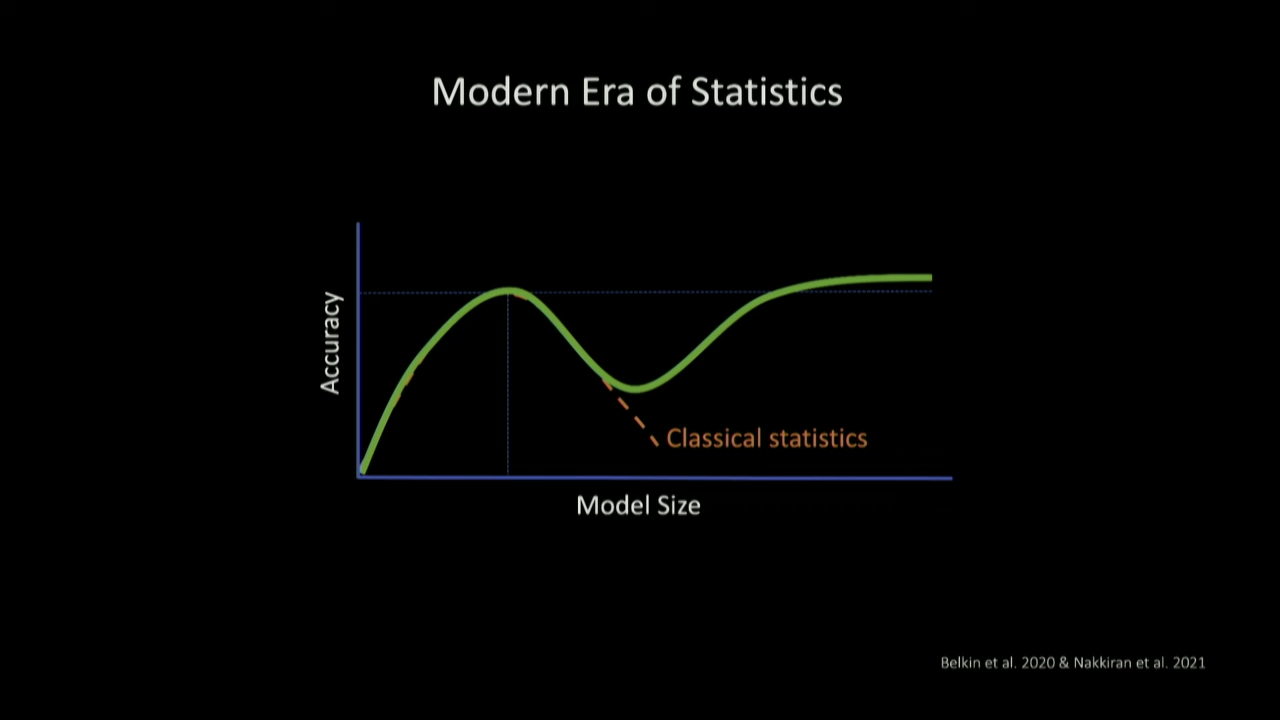 Modern Era of Statistics
Accuracy
Classical statistics
Model Size
Belkin et al. 2020 & Nakkiran et al. 2021